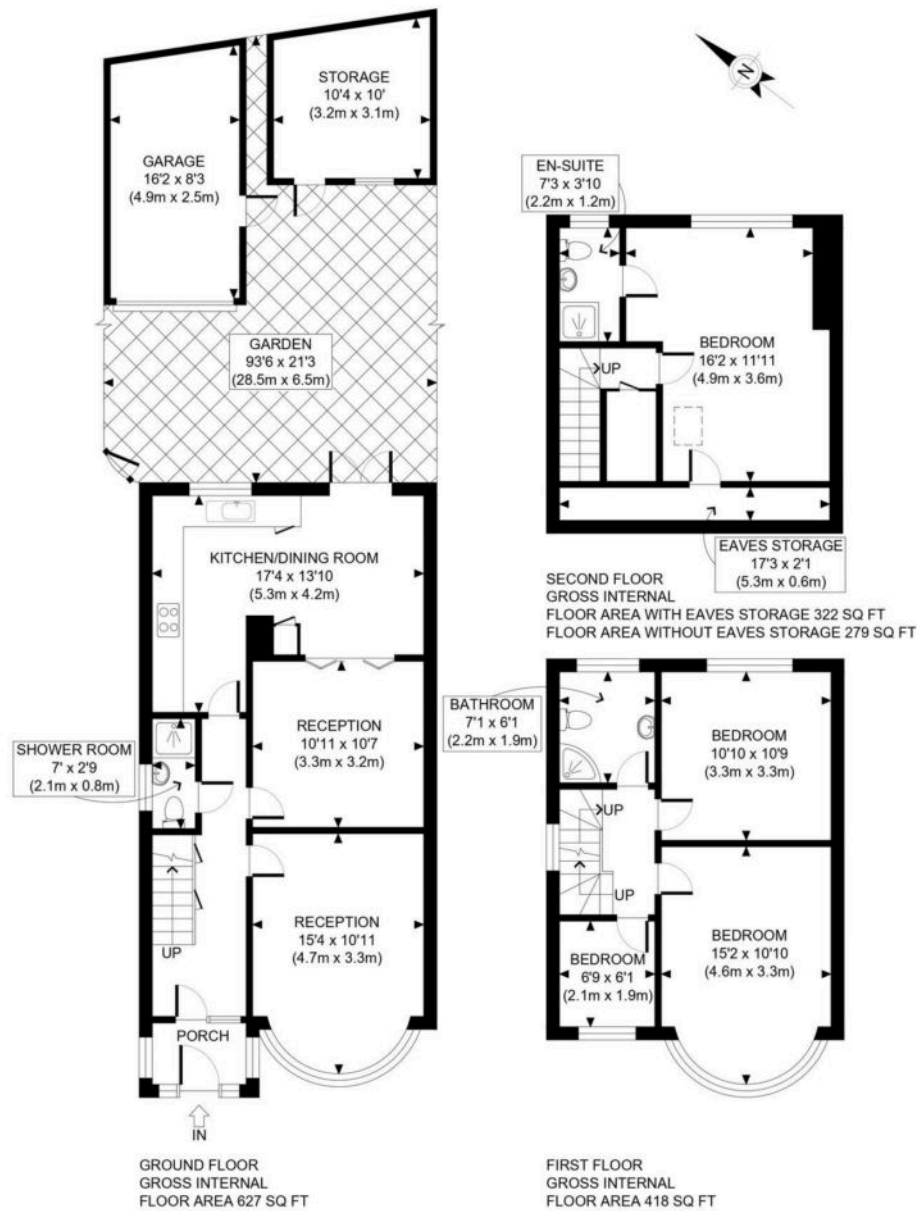 STORAGE
10'4 x 10'
(3.2m x 3.1m)
GARAGE
16'2 x 8'3
(4.9m x 2.5m)
N
GARDEN
93'6 x 21'3
(28.5m x 6.5m)
KITCHEN/DINING ROOM
17'4 x 13'10
(5.3m x 4.2m)
RECEPTION
10'11 x 10'7
(3.3m x 3.2m)
SHOWER ROOM
7' x 2'9
(2.1m x 0.8m)
RECEPTION
15'4 x 10'11
(4.7m x 3.3m)
UP
PORCH
IN
GROUND FLOOR
GROSS INTERNAL
FLOOR AREA 627 SQ FT
EN-SUITE
7'3 x 3'10
(2.2m x 1.2m)
BEDROOM
16'2 x 11'11
(4.9m x 3.6m)
UP
EAVES STORAGE
17'3 x 2'1
(5.3m x 0.6m)
SECOND FLOOR
GROSS INTERNAL
FLOOR AREA WITH EAVES STORAGE 322 SQ FT
FLOOR AREA WITHOUT EAVES STORAGE 279 SQ FT
BATHROOM
7'1 x 6'1
(2.2m x 1.9m)
BEDROOM
10'10 x 10'9
(3.3m x 3.3m)
UP
UP
BEDROOM
6'9 x 6'1
(2.1m x 1.9m)
BEDROOM
15'2 x 10'10
(4.6m x 3.3m)
FIRST FLOOR
GROSS INTERNAL
FLOOR AREA 418 SQ FT